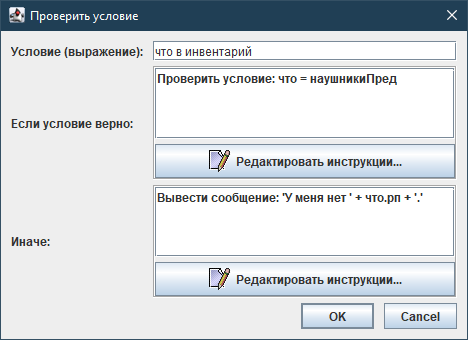 Проверить условие
Условие (выражение): что в инвентарий
Если условие верно:
Проверить условие: что = наушникиПред
Редактировать инструкции...
Иначе:
Вывести сообщение: 'У меня нет ' + что.рп + '.'
Редактировать инструкции...
OK Cancel